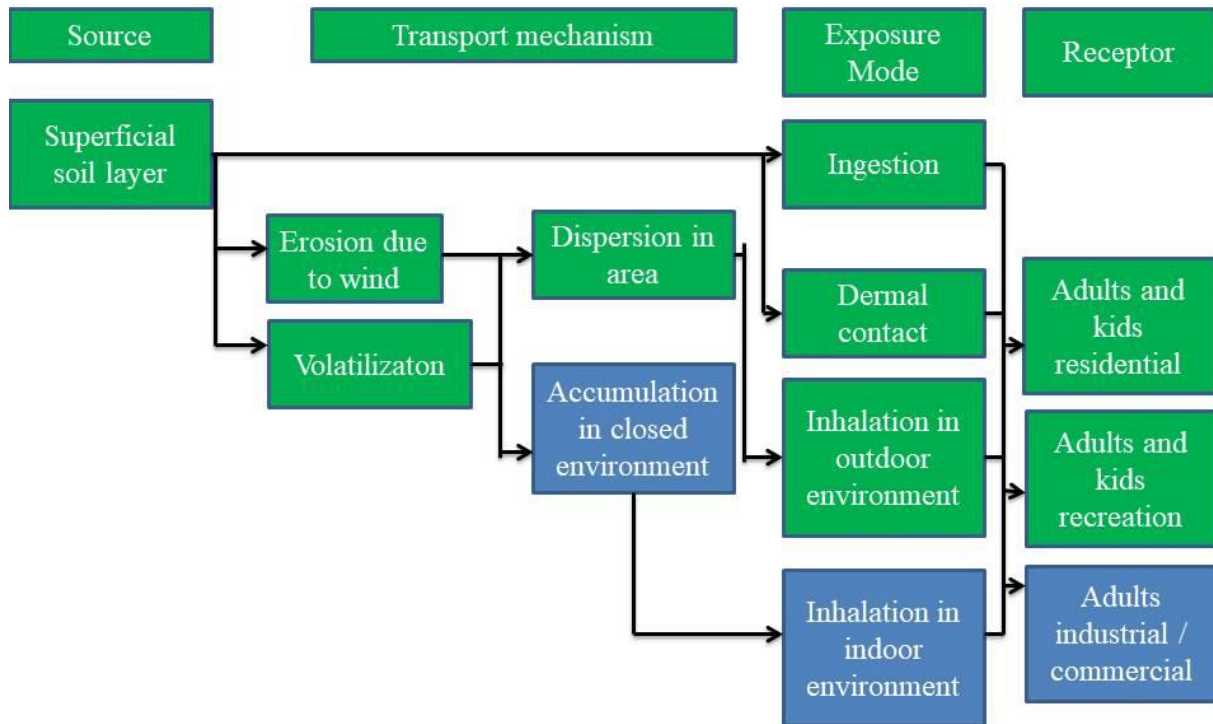 Source
Transport mechanism
Exposure
Mode
Receptor
Superficial
soil layer
Ingestion
Erosion due
to wind
Dispersion in
area
Dermal
contact
Adults and
kids
residential
Volatilizaton
Accumulation
in closed
environment
Inhalation in
outdoor
environment
Adults and
kids
recreation
Inhalation in
indoor
environment
Adults
industrial /
commercial